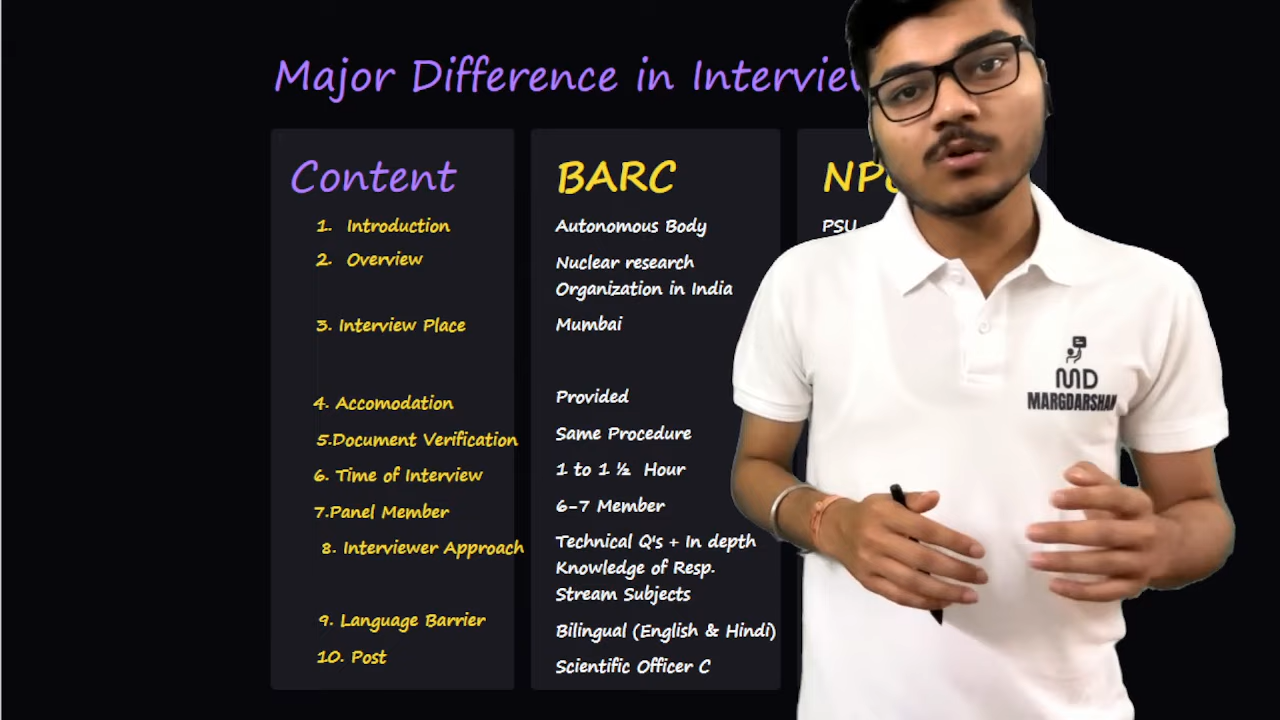 Major Difference in
Content
1. Introduction
2. Overview
3. Interview Place
4. Accomodation
5.Document Verification
6. Time of Interview
7.Panel Member
8. Interviewer Approach
9. Language Barrier
10. Post
BARC
Autonomous Body
Nuclear research
Organization in India
Mumbai
Provided
Same Procedure
1 to 1 ½ Hour
6-7 Member
Technical Q's + In depth
Knowledge of Resp.
Stream Subjects
Bilingual (English & Hindi)
Scientific Officer C
PSU
MD
MARGDARSHAN